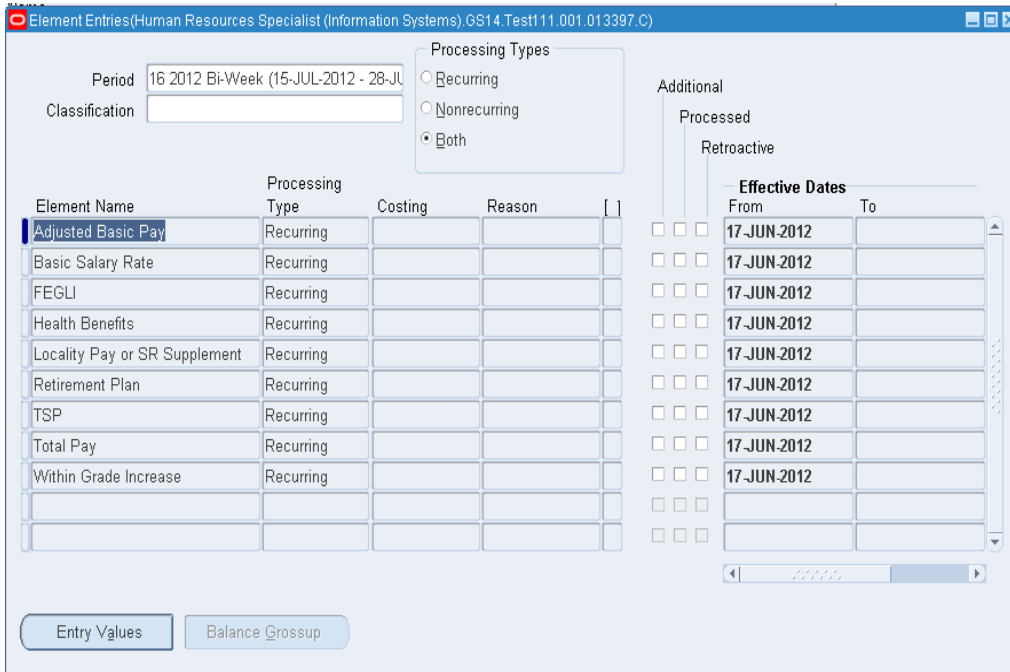 Element Entries(Human Resources Specialist (Information Systems).GS14.Test111.001.013397.C)
Processing Types
Period 16 2012 Bi-Week (15-JUL-2012 - 28-JU
Recurring
Classification
Nonrecurring
Both
Additional
Processed
Retroactive
Element Name Processing Type Costing Reason [ ] Effective Dates From To
Adjusted Basic Pay Recurring 17-JUN-2012
Basic Salary Rate Recurring 17-JUN-2012
FEGLI Recurring 17-JUN-2012
Health Benefits Recurring 17-JUN-2012
Locality Pay or SR Supplement Recurring 17-JUN-2012
Retirement Plan Recurring 17-JUN-2012
TSP Recurring 17-JUN-2012
Total Pay Recurring 17-JUN-2012
Within Grade Increase Recurring 17-JUN-2012
Entry Values Balance Grossup